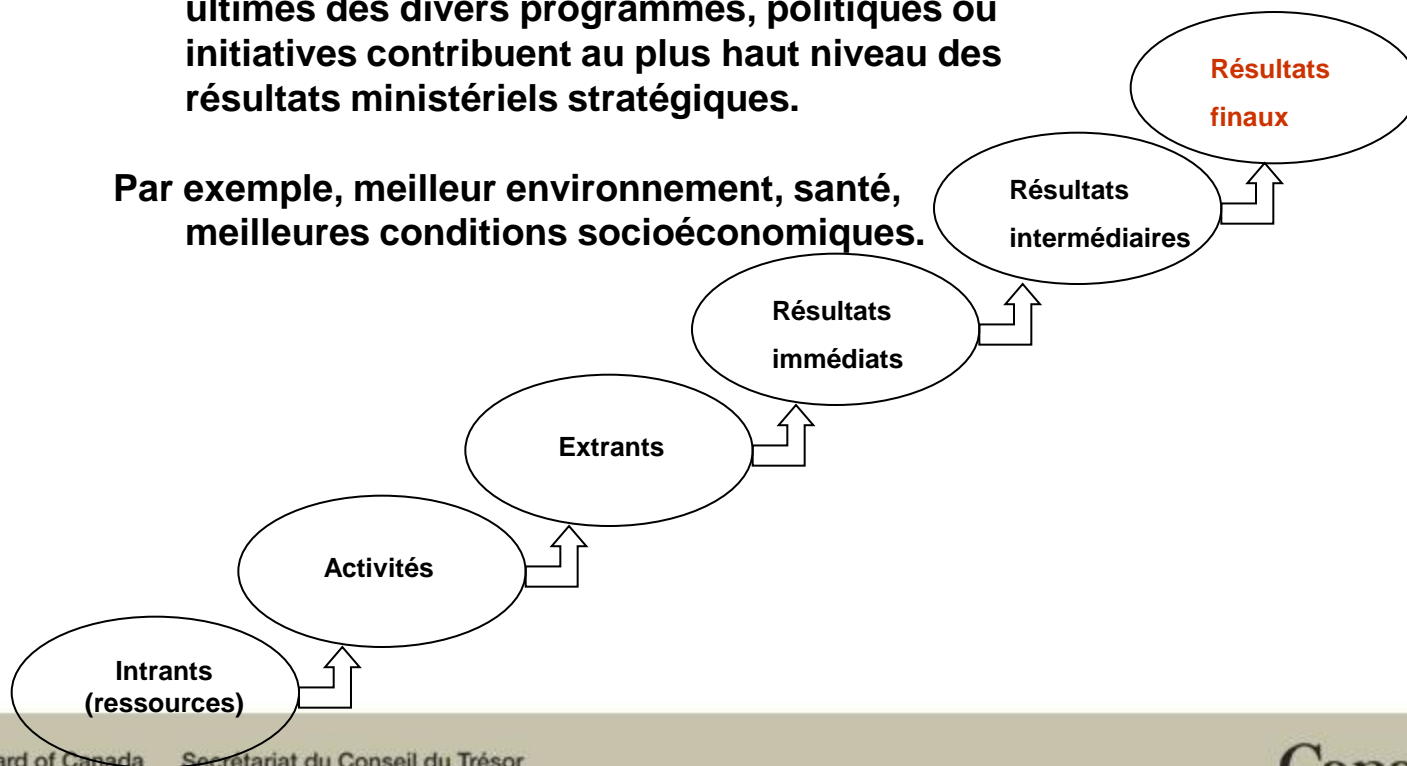 ultimes des divers programmes, politiques ou
initiatives contribuent au plus haut niveau des
résultats ministériels stratégiques.
Par exemple, meilleur environnement, santé,
meilleures conditions socioéconomiques.
Résultats
finaux
Résultats
intermédiaires
Résultats
immédiats
Extrants
Activités
Intrants
(ressources)
of Canada Secrétariat du Conseil du Trésor